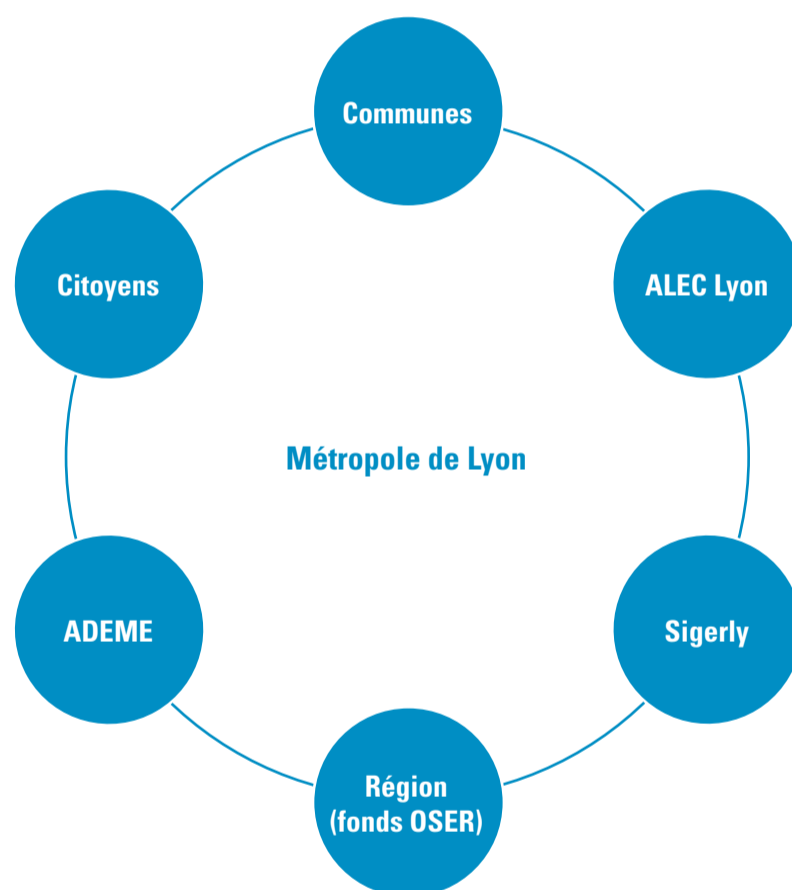 Communes
Citoyens
ALEC Lyon
Métropole de Lyon
ADEME
Sigerly
Région
(fonds OSER)